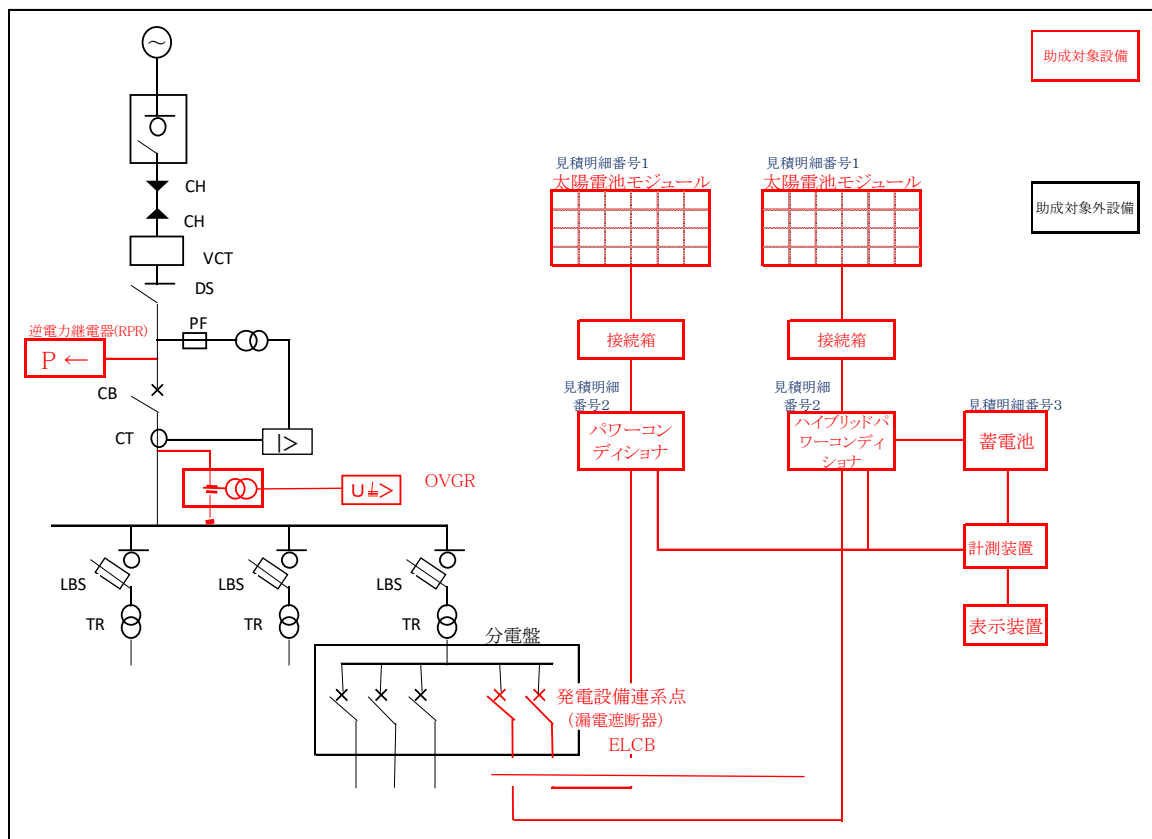 助成対象設備
助成対象外設備
CH
CH
VCT
DS
PF
逆電力継電器(RPR)
P ←
CB
CT
|>
OVGR
U⏚>
LBS
LBS
LBS
TR
TR
TR
分電盤
見積明細番号1
太陽電池モジュール
見積明細番号1
太陽電池モジュール
接続箱
接続箱
見積明細
番号2
パワーコン
ディショナ
見積明細
番号2
ハイブリッドパ
ワーコンディ
ショナ
見積明細番号3
蓄電池
計測装置
表示装置
発電設備連系点
（漏電遮断器）
ELCB